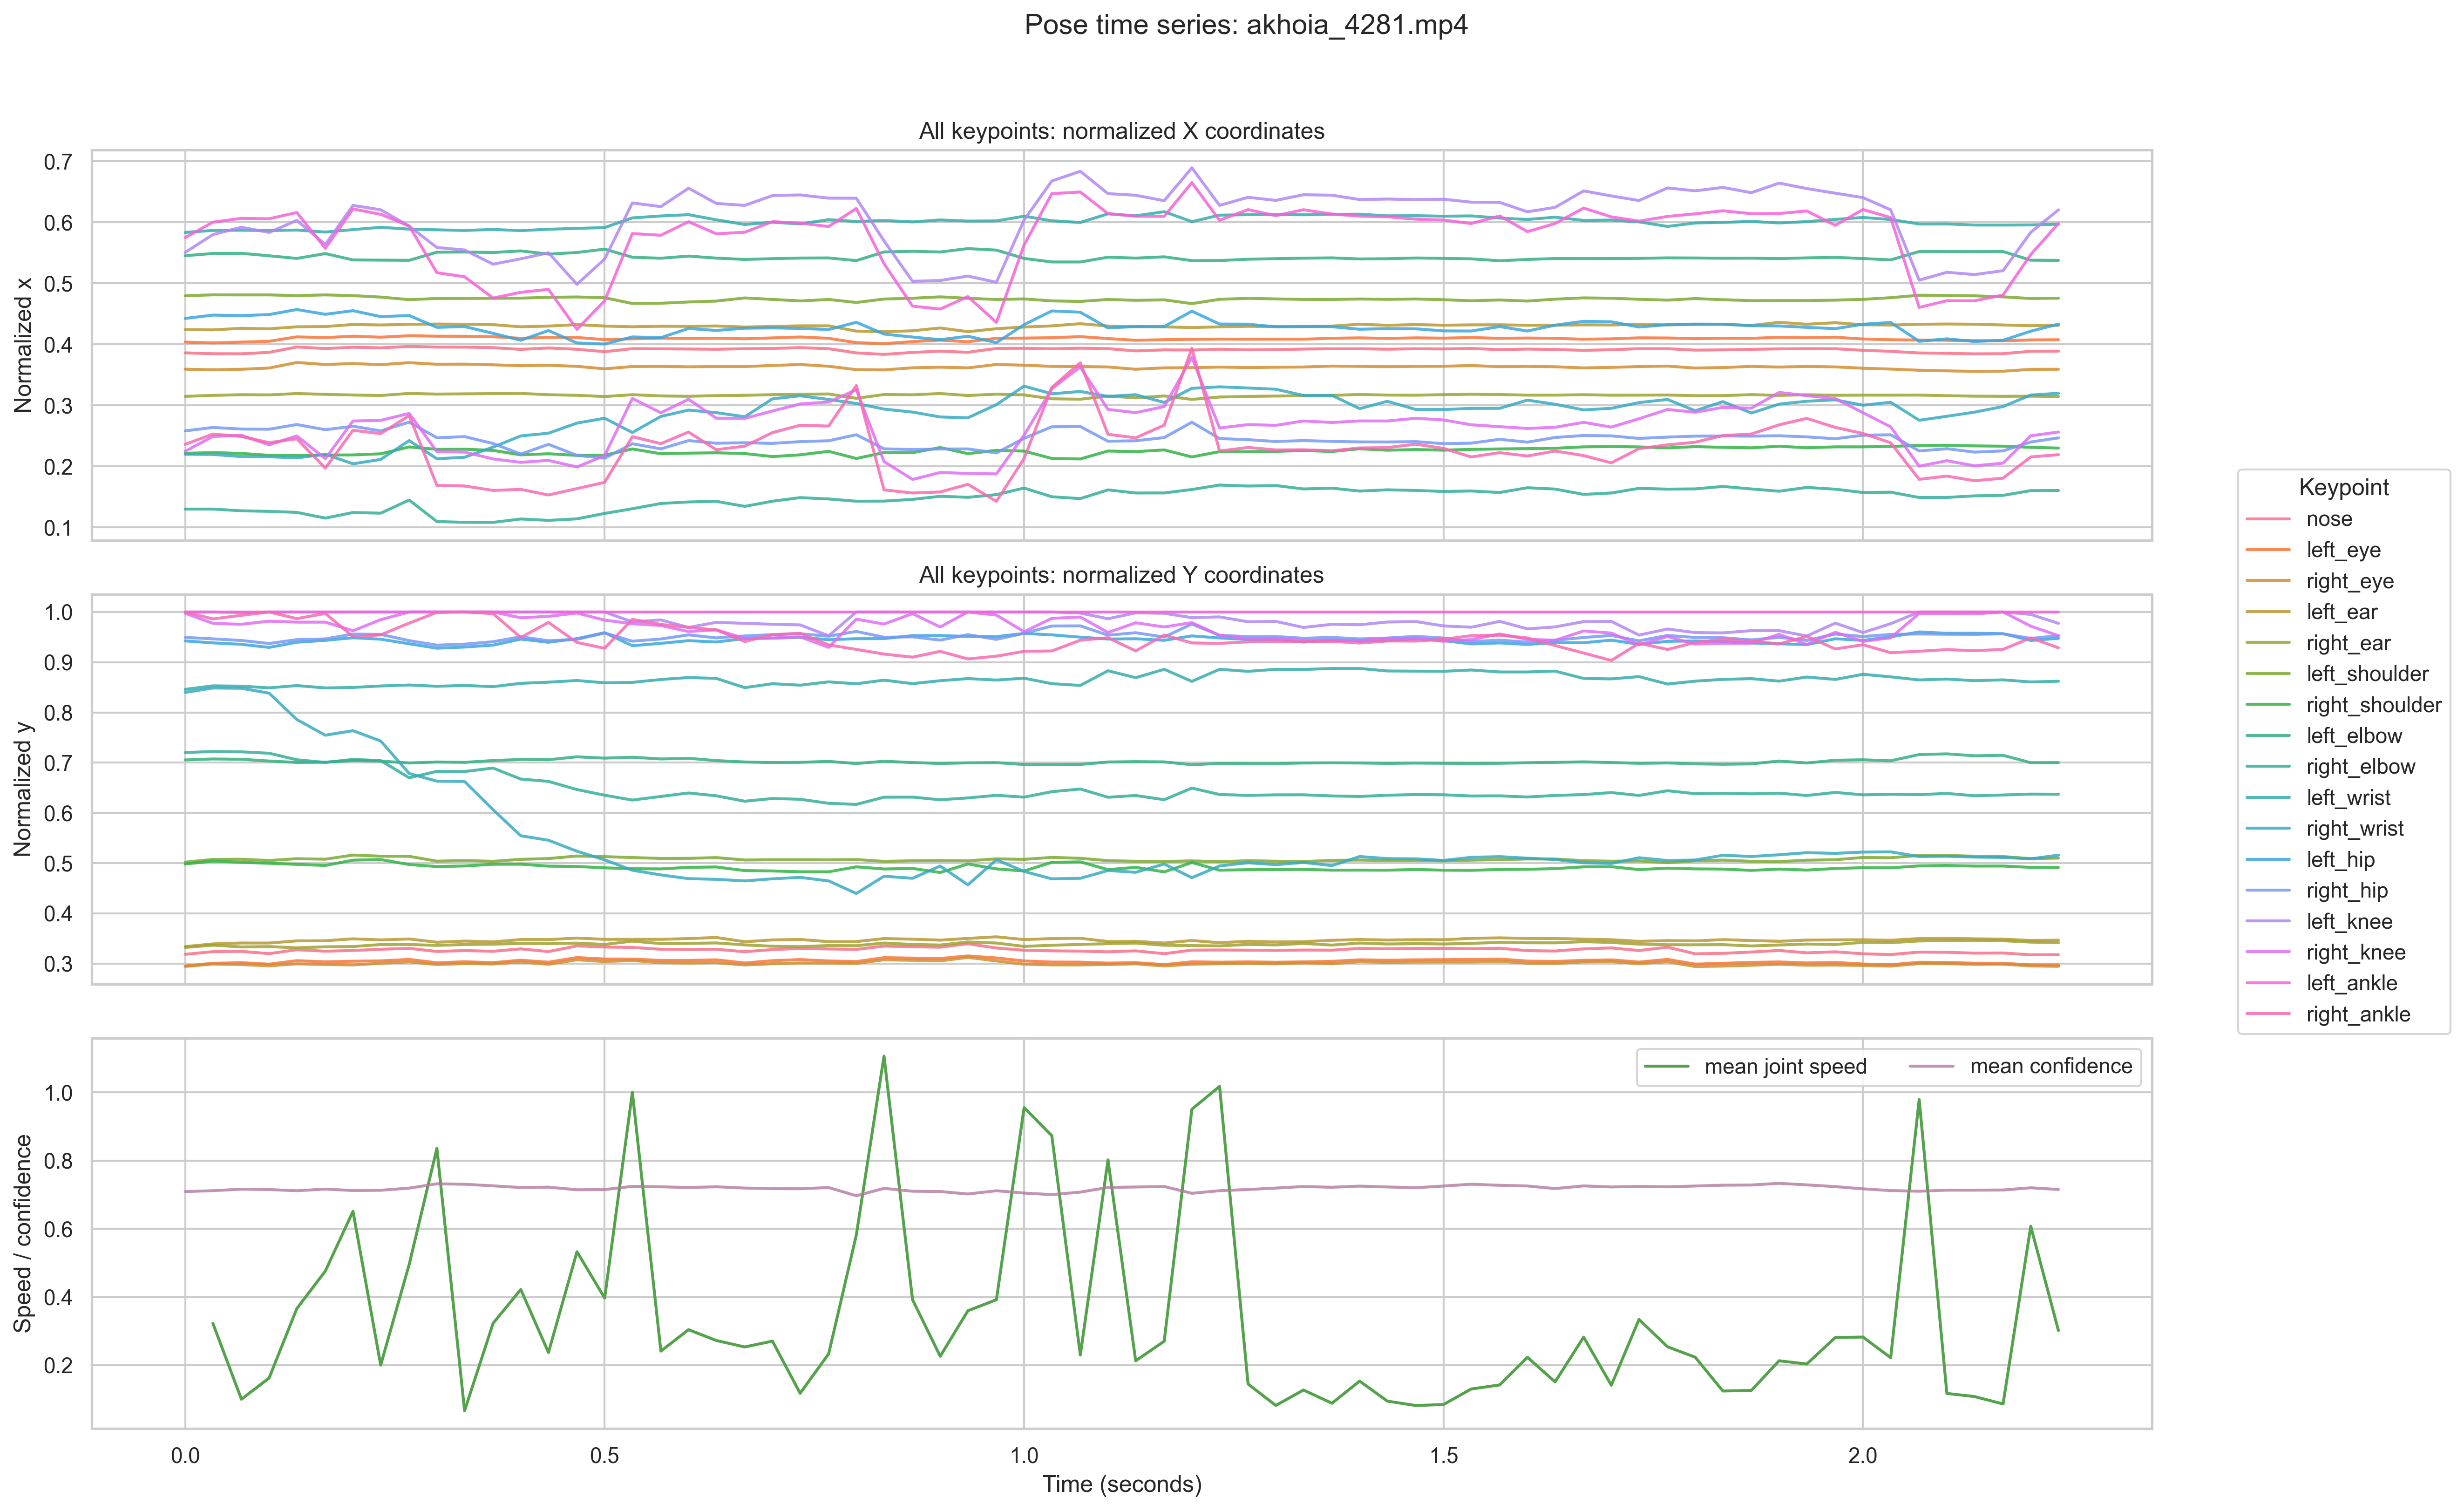 Pose time series: akhoia_4281.mp4
All keypoints: normalized X coordinates
Normalized x
0.7
0.6
0.5
0.4
0.3
0.2
0.1
All keypoints: normalized Y coordinates
Normalized y
1.0
0.9
0.8
0.7
0.6
0.5
0.4
0.3
Keypoint
nose
left_eye
right_eye
left_ear
right_ear
left_shoulder
right_shoulder
left_elbow
right_elbow
left_wrist
right_wrist
left_hip
right_hip
left_knee
right_knee
left_ankle
right_ankle
mean joint speed mean confidence
Speed / confidence
1.0
0.8
0.6
0.4
0.2
0.0 0.5 1.0 1.5 2.0
Time (seconds)